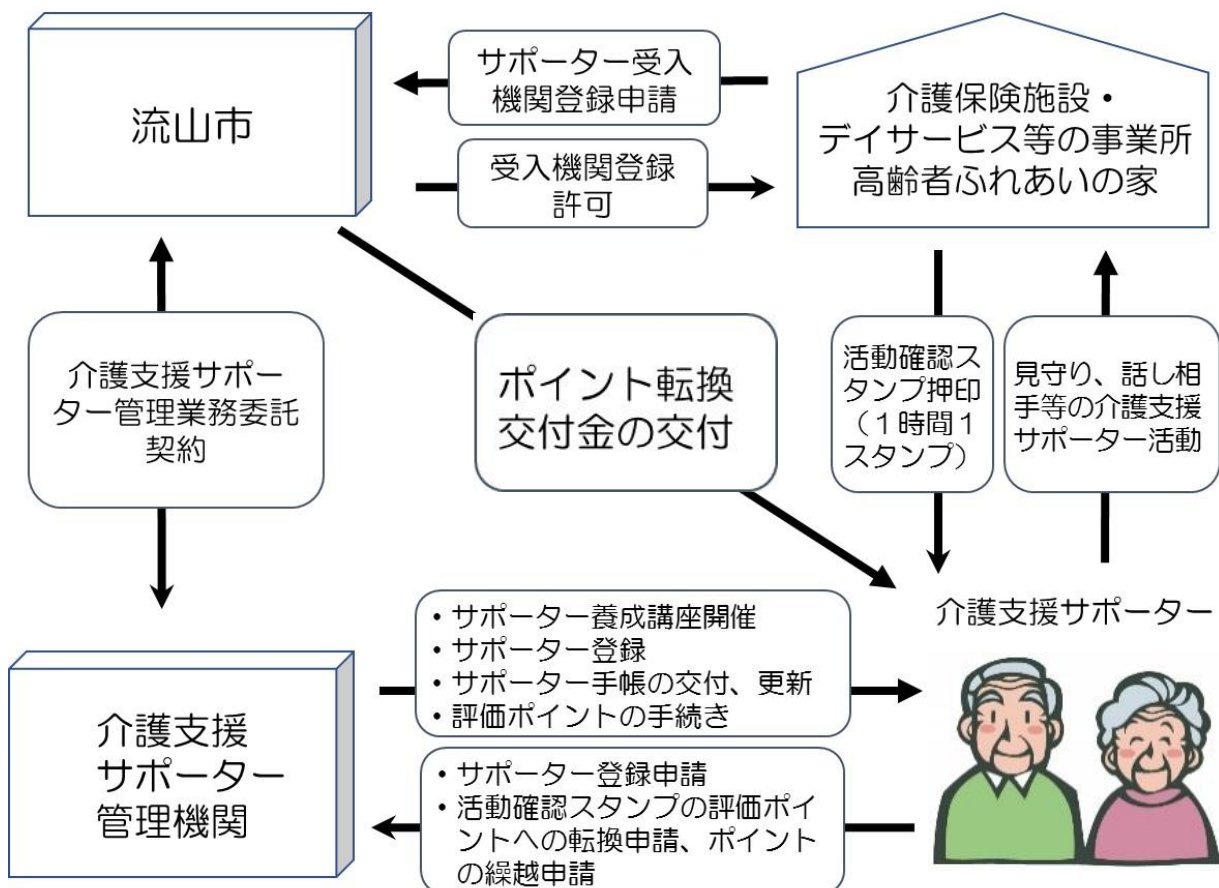 流山市
サポーター受入
機関登録申請
受入機関登録
許可
介護保険施設・
デイサービス等の事業所
高齢者ふれあいの家
介護支援サポー
ター管理業務委託
契約
ポイント転換
交付金の交付
活動確認ス
タンプ押印
（１時間１
スタンプ）
見守り、話し相
手等の介護支援
サポーター活動
介護支援サポーター
・サポーター養成講座開催
・サポーター登録
・サポーター手帳の交付、更新
・評価ポイントの手続き
介護支援
サポーター
管理機関
・サポーター登録申請
・活動確認スタンプの評価ポ
イントへの転換申請、ポイント
の繰越申請